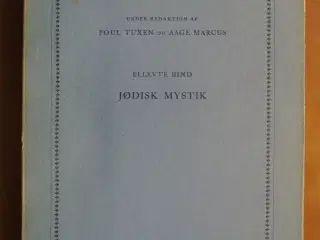 UNDER REDAKTION AF
POUL TUXEN OG AAGE MARCUS
ELLEVTE BIND
JØDISK MYSTIK